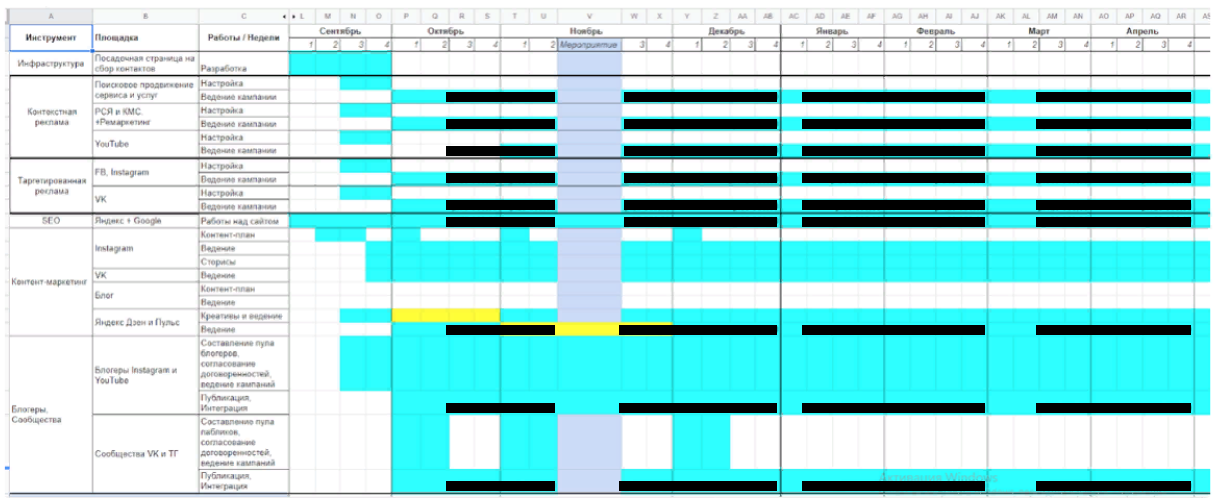 A B C L M N O P Q R S T U V W X Y Z AA AB AC AD AE AF AG AH AI AJ AK AL AM AN AO AP AQ AR AS
Инструмент Площадка Работы / Недели Сентябрь Октябрь Ноябрь Декабрь Январь Февраль Март Апрель
1 2 3 4 1 2 3 4 1 2 Мероприятие 3 4 1 2 3 4 1 2 3 4 1 2 3 4 1 2 3 4 1 2 3 4
Инфраструктура
Посадочная страница на
сбор контактов
Разработка
Контекстная
реклама
Поисковое продвижение
сервиса и услуг
Настройка
Ведение кампании
РСЯ и КМС.
+Ремаркетинг
Настройка
Ведение кампании
YouTube
Настройка
Ведение кампании
Таргетированная
реклама
FB, Instagram
Настройка
Ведение кампании
VK
Настройка
Ведение кампании
SEO Яндекс + Google Работы над сайтом
Контент-маркетинг
Instagram
Контент-план
Ведение
Сторисы
VK Ведение
Блог
Контент-план
Ведение
Яндекс Дзен и Пульс
Креативы и ведение
Ведение
Блогеры,
Сообщества
Блогеры Instagram и
YouTube
Составление пула
блогеров,
согласование
договоренностей,
ведение кампаний
Публикация,
Интеграция
Сообщества VK и ТГ
Составление пула
пабликов,
согласование
договоренностей,
ведение кампаний
Публикация,
Интеграция
Windows